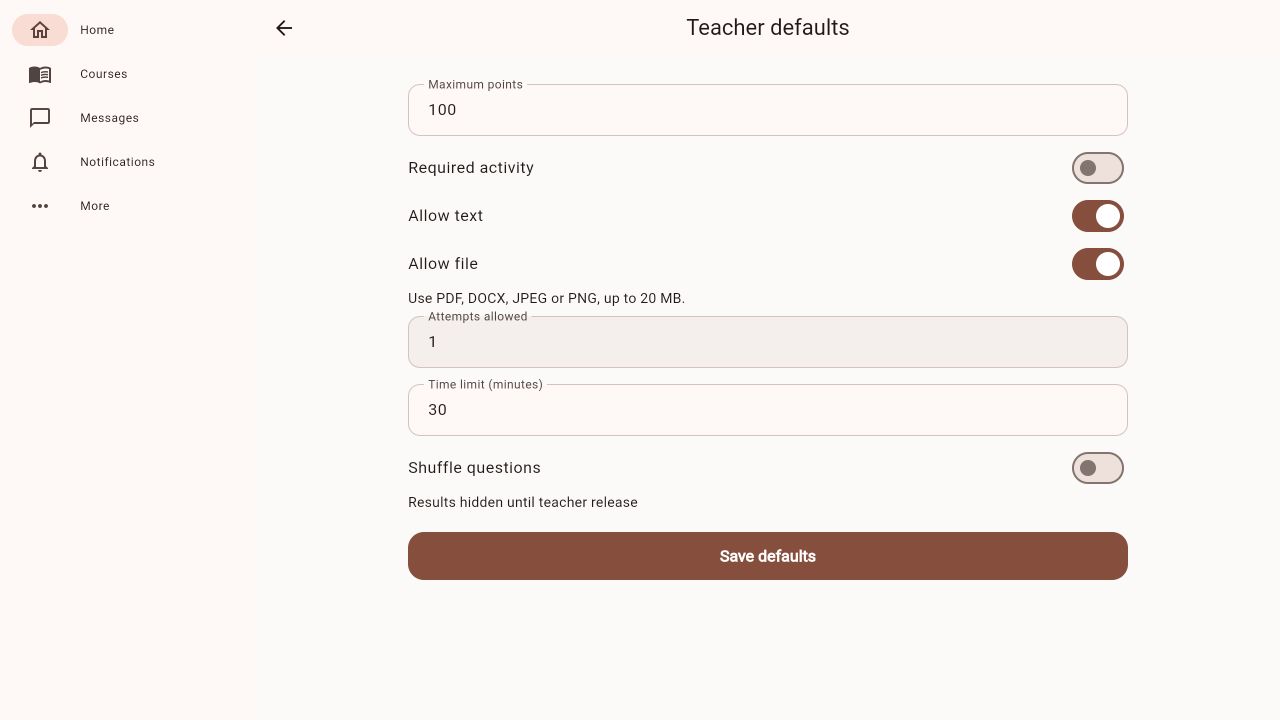 Home
Courses
Messages
Notifications
More
Teacher defaults
Maximum points
100
Required activity
Allow text
Allow file
Use PDF, DOCX, JPEG or PNG, up to 20 MB.
Attempts allowed
1
Time limit (minutes)
30
Shuffle questions
Results hidden until teacher release
Save defaults